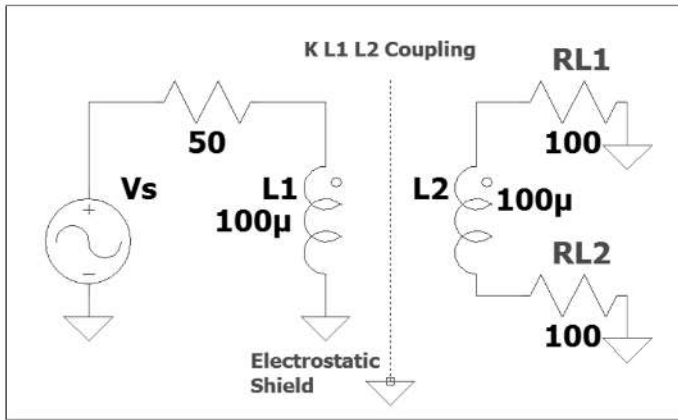 K L1 L2 Coupling
RL1
50
100
Vs
+
L1
L2
100µ
100µ
RL2
100
Electrostatic
Shield